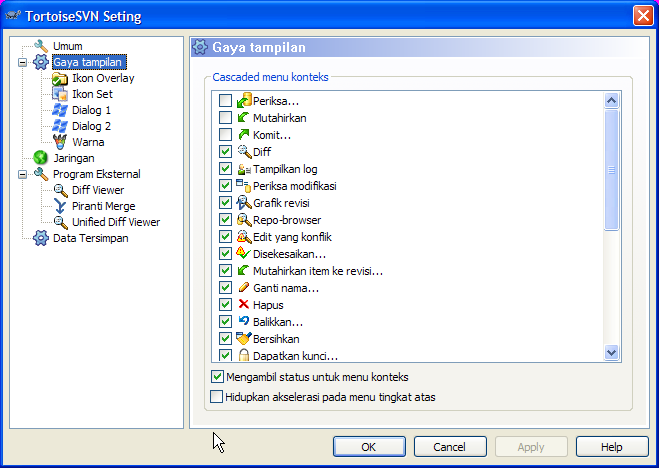 TortoiseSVN Seting
Umum
Gaya tampilan
Ikon Overlay
Ikon Set
Dialog 1
Dialog 2
Warna
Jaringan
Program Eksternal
Diff Viewer
Piranti Merge
Unified Diff Viewer
Data Tersimpan
Gaya tampilan
Cascaded menu konteks
Periksa...
Mutahirkan
Komit...
Diff
Tampilkan log
Periksa modifikasi
Grafik revisi
Repo-browser
Edit yang konflik
Disekesaikan...
Mutahirkan item ke revisi...
Ganti nama...
Hapus
Balikkan...
Bersihkan
Dapatkan kunci...
Mengambil status untuk menu konteks
Hidupkan akselerasi pada menu tingkat atas
OK Cancel Apply Help